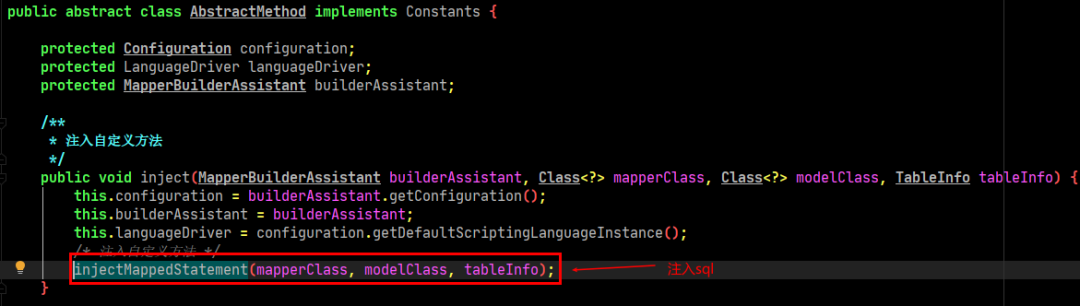 public abstract class AbstractMethod implements Constants {
protected Configuration configuration;
protected LanguageDriver languageDriver;
protected MapperBuilderAssistant builderAssistant;
/**
* 注入自定义方法
*/
public void inject(MapperBuilderAssistant builderAssistant, Class<?> mapperClass, Class<?> modelClass, TableInfo tableInfo) {
this.configuration = builderAssistant.getConfiguration();
this.builderAssistant = builderAssistant;
this.languageDriver = configuration.getDefaultScriptingLanguageInstance();
/* 注入自定义方法 */
injectMappedStatement(mapperClass, modelClass, tableInfo); 注入sql
}